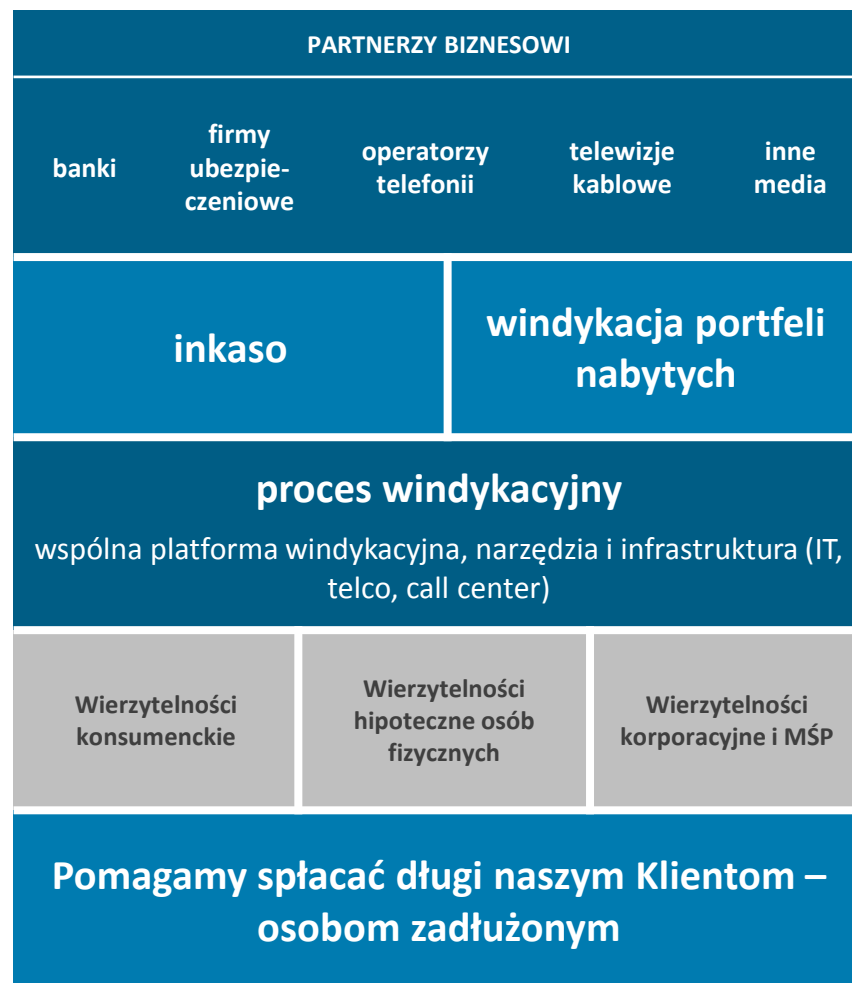 PARTNERZY BIZNESOWI
banki
firmy
ubezpie-
czeniowe
operatorzy
telefonii
telewizje
kablowe
inne
media
inkaso
windykacja portfeli
nabytych
proces windykacyjny
wspólna platforma windykacyjna, narzędzia i infrastruktura (IT,
telco, call center)
Wierzytelności
konsumenckie
Wierzytelności
hipoteczne osób
fizycznych
Wierzytelności
korporacyjne i MŚP
Pomagamy spłacać długi naszym Klientom –
osobom zadłużonym